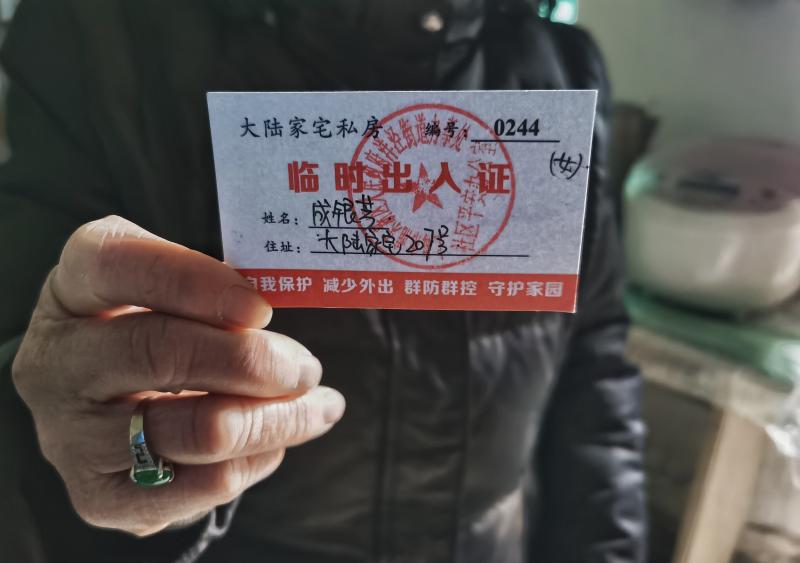 大陆家宅私房 编号：0244
（女）
临时出入证
姓名：成银芳
住址：大陆家宅207号
自我保护 减少外出 群防群控 守护家园